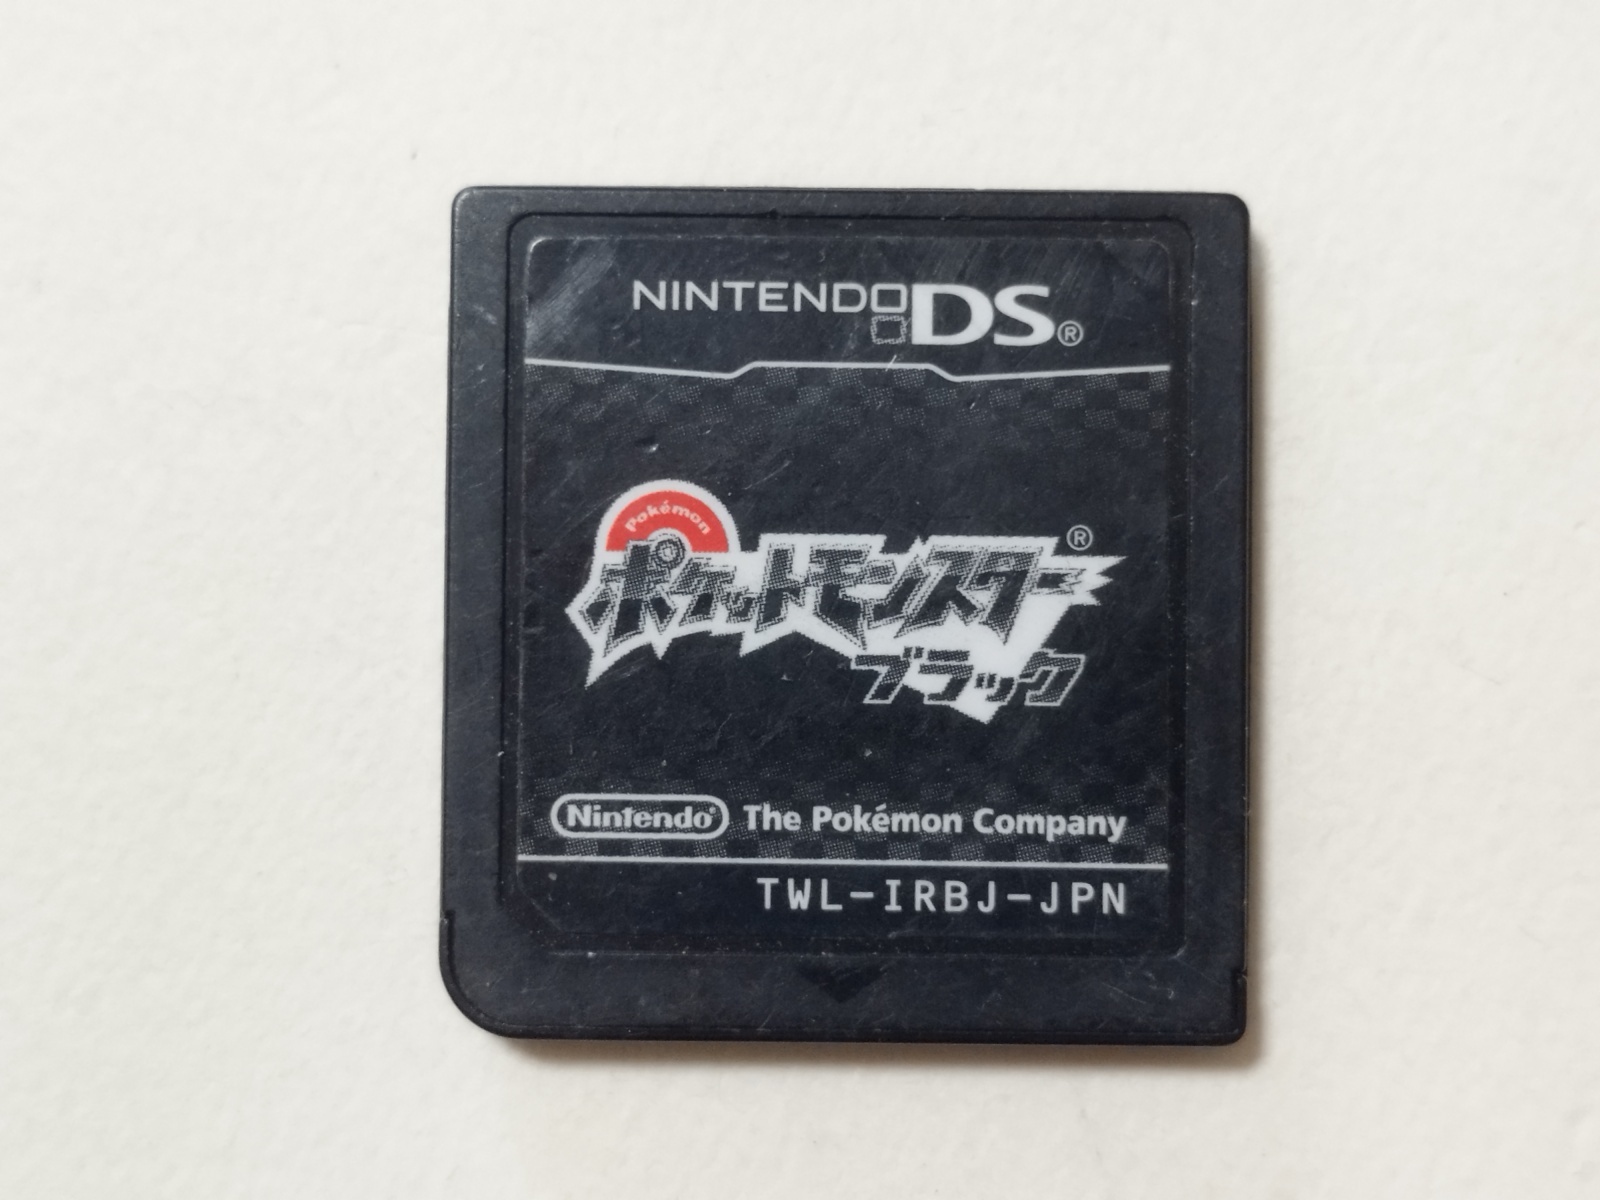 NINTENDO DS®
Pokémon
ポケットモンスター®
ブラック
Nintendo® The Pokémon Company
TWL-IRBJ-JPN